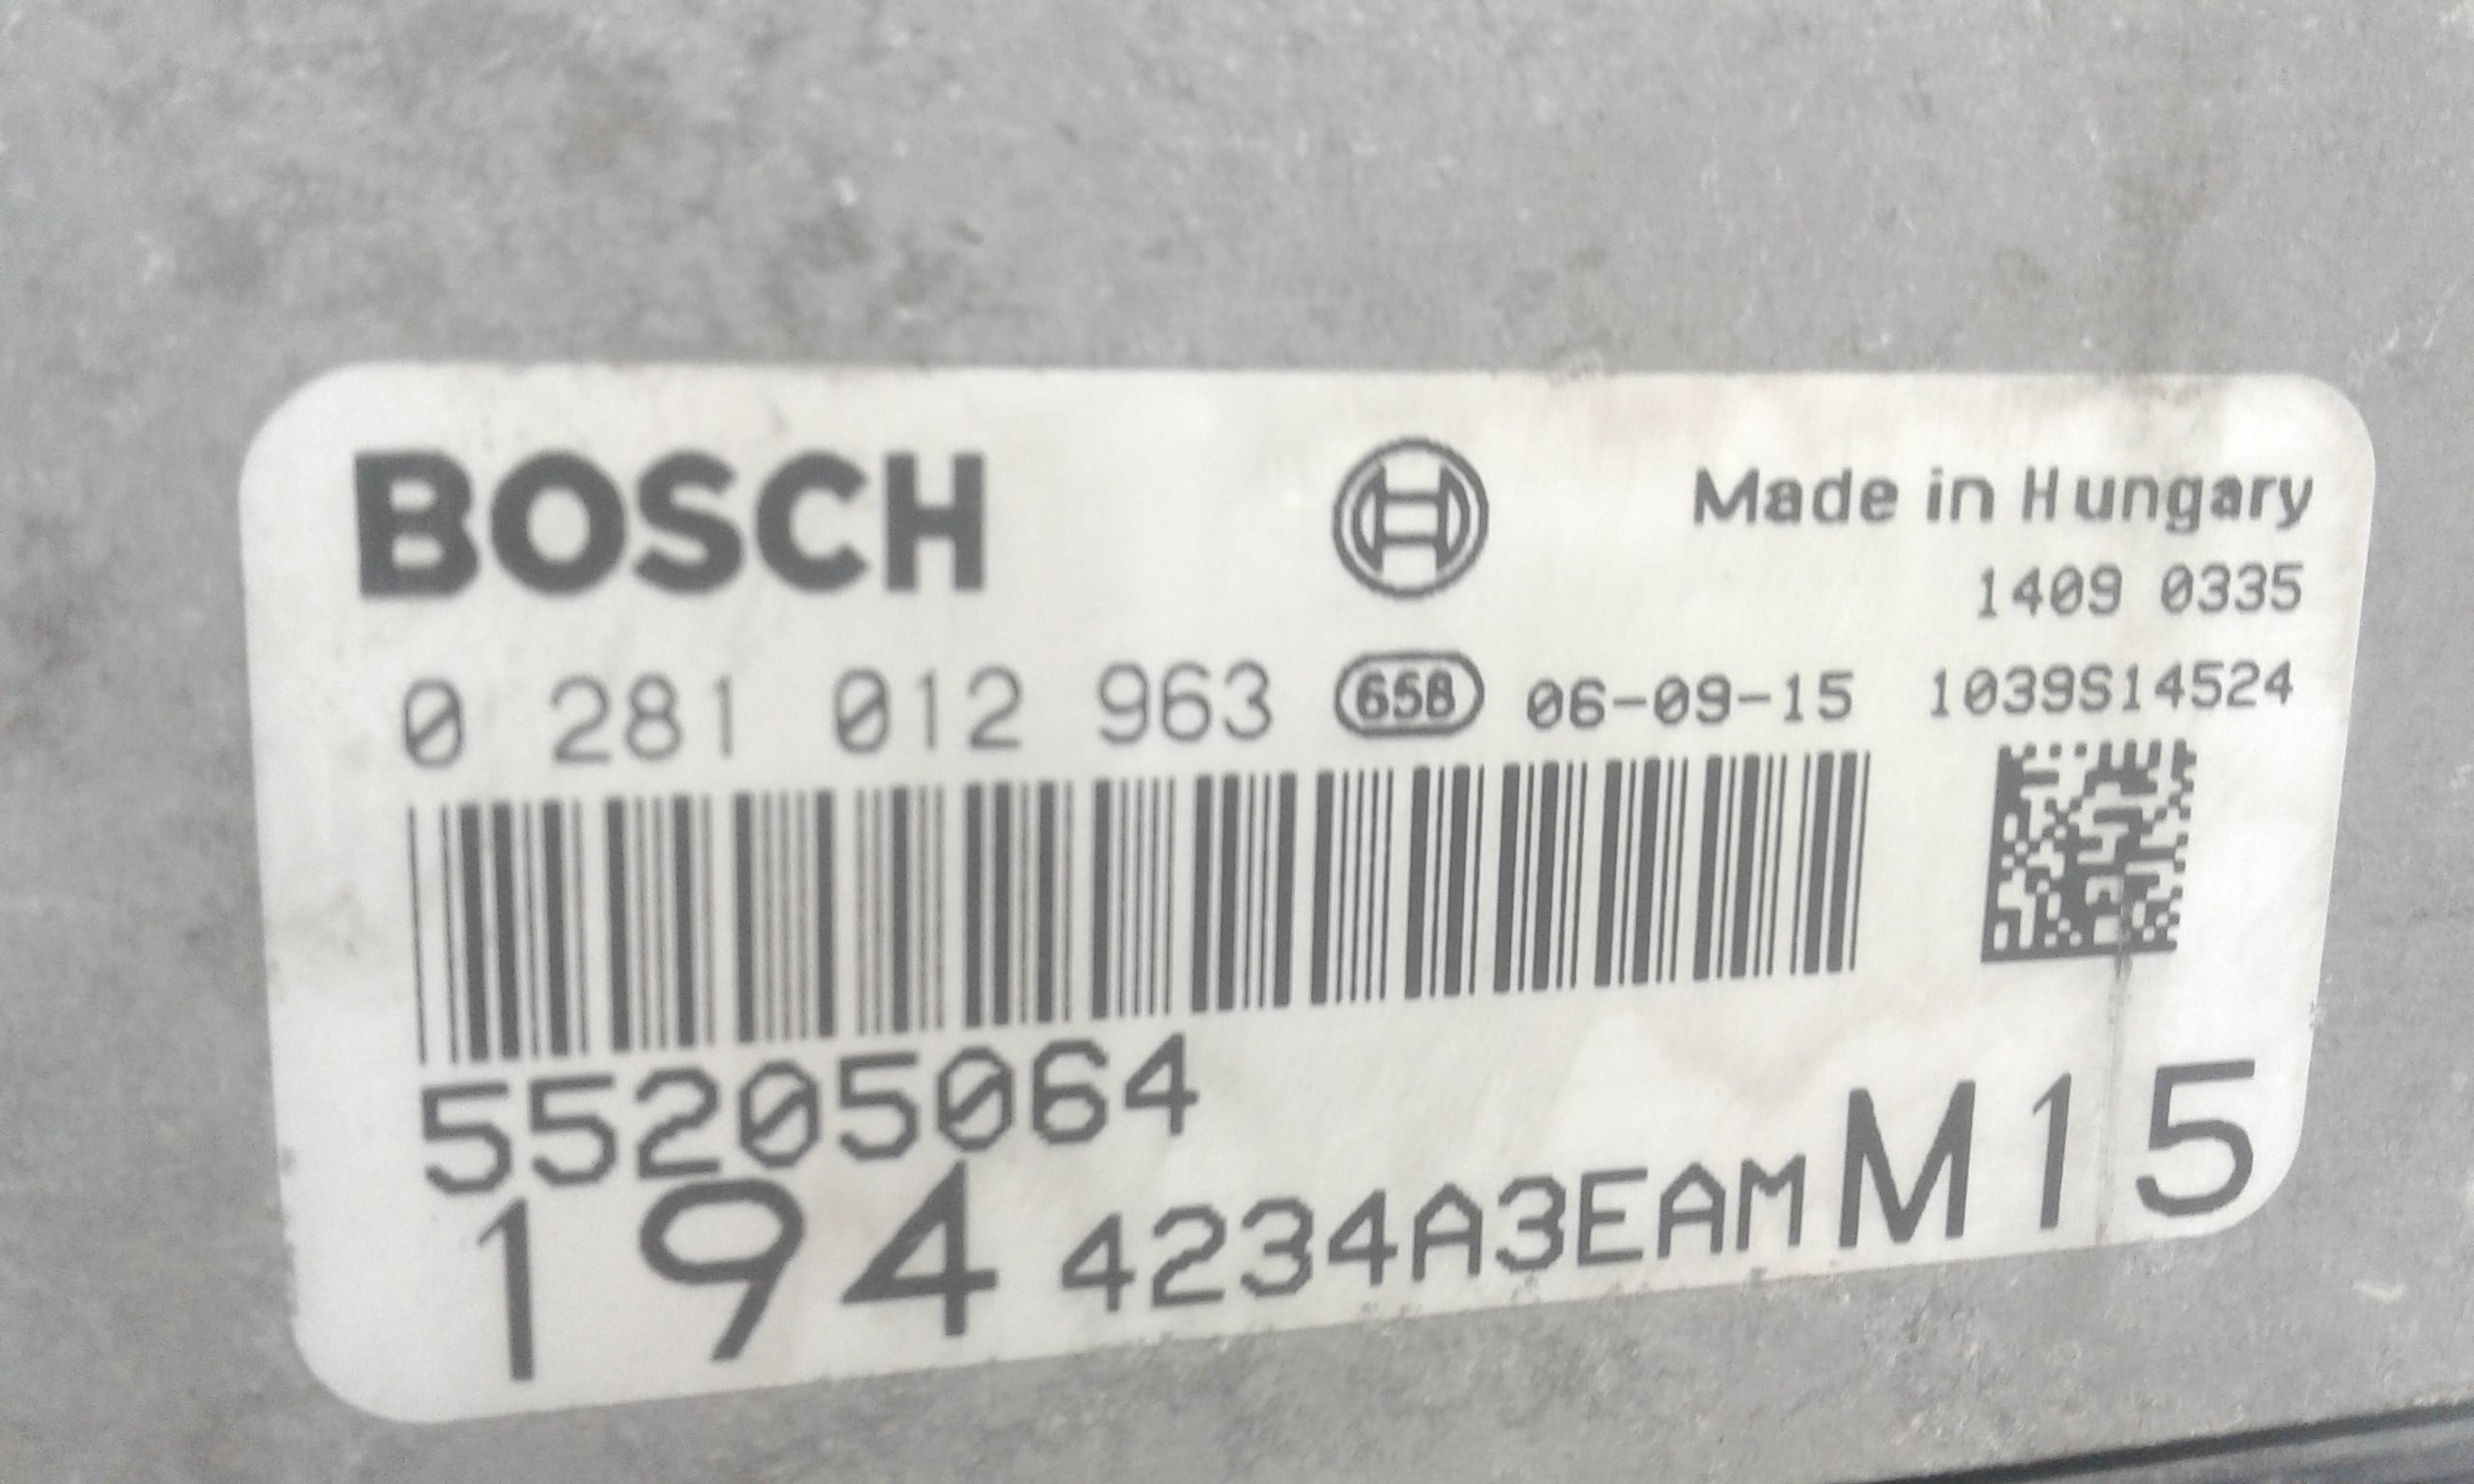 BOSCH
Made in Hungary
1409 0335
0 281 012 963 658 06-09-15 1039S14524
55205064
194 4234A3EAM M15